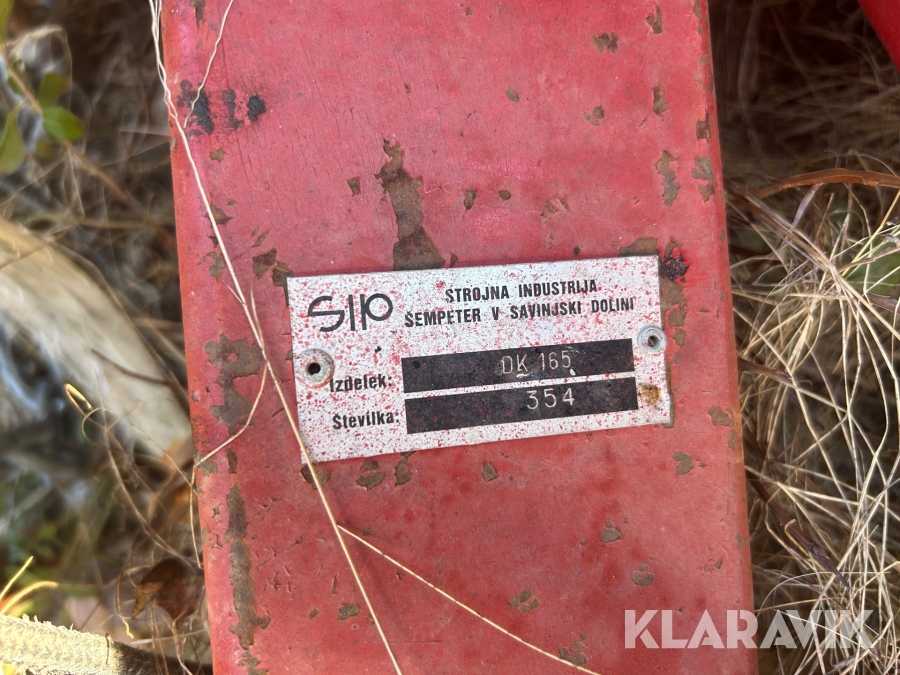 SIP
STROJNA INDUSTRIJA
ŠEMPETER V SAVINJSKI DOLINI
Izdelek: DK 165
Številka: 354
KLARAVIK